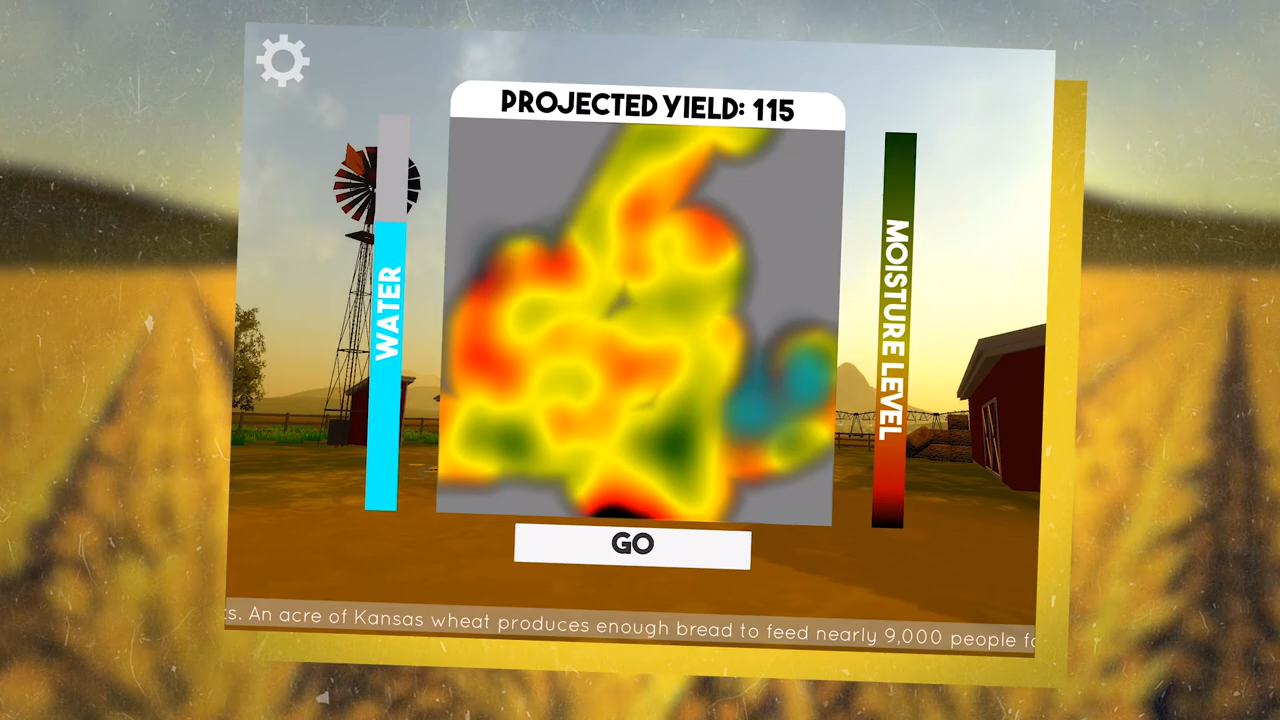 PROJECTED YIELD: 115
WATER
MOISTURE LEVEL
GO
An acre of Kansas wheat produces enough bread to feed nearly 9,000 people